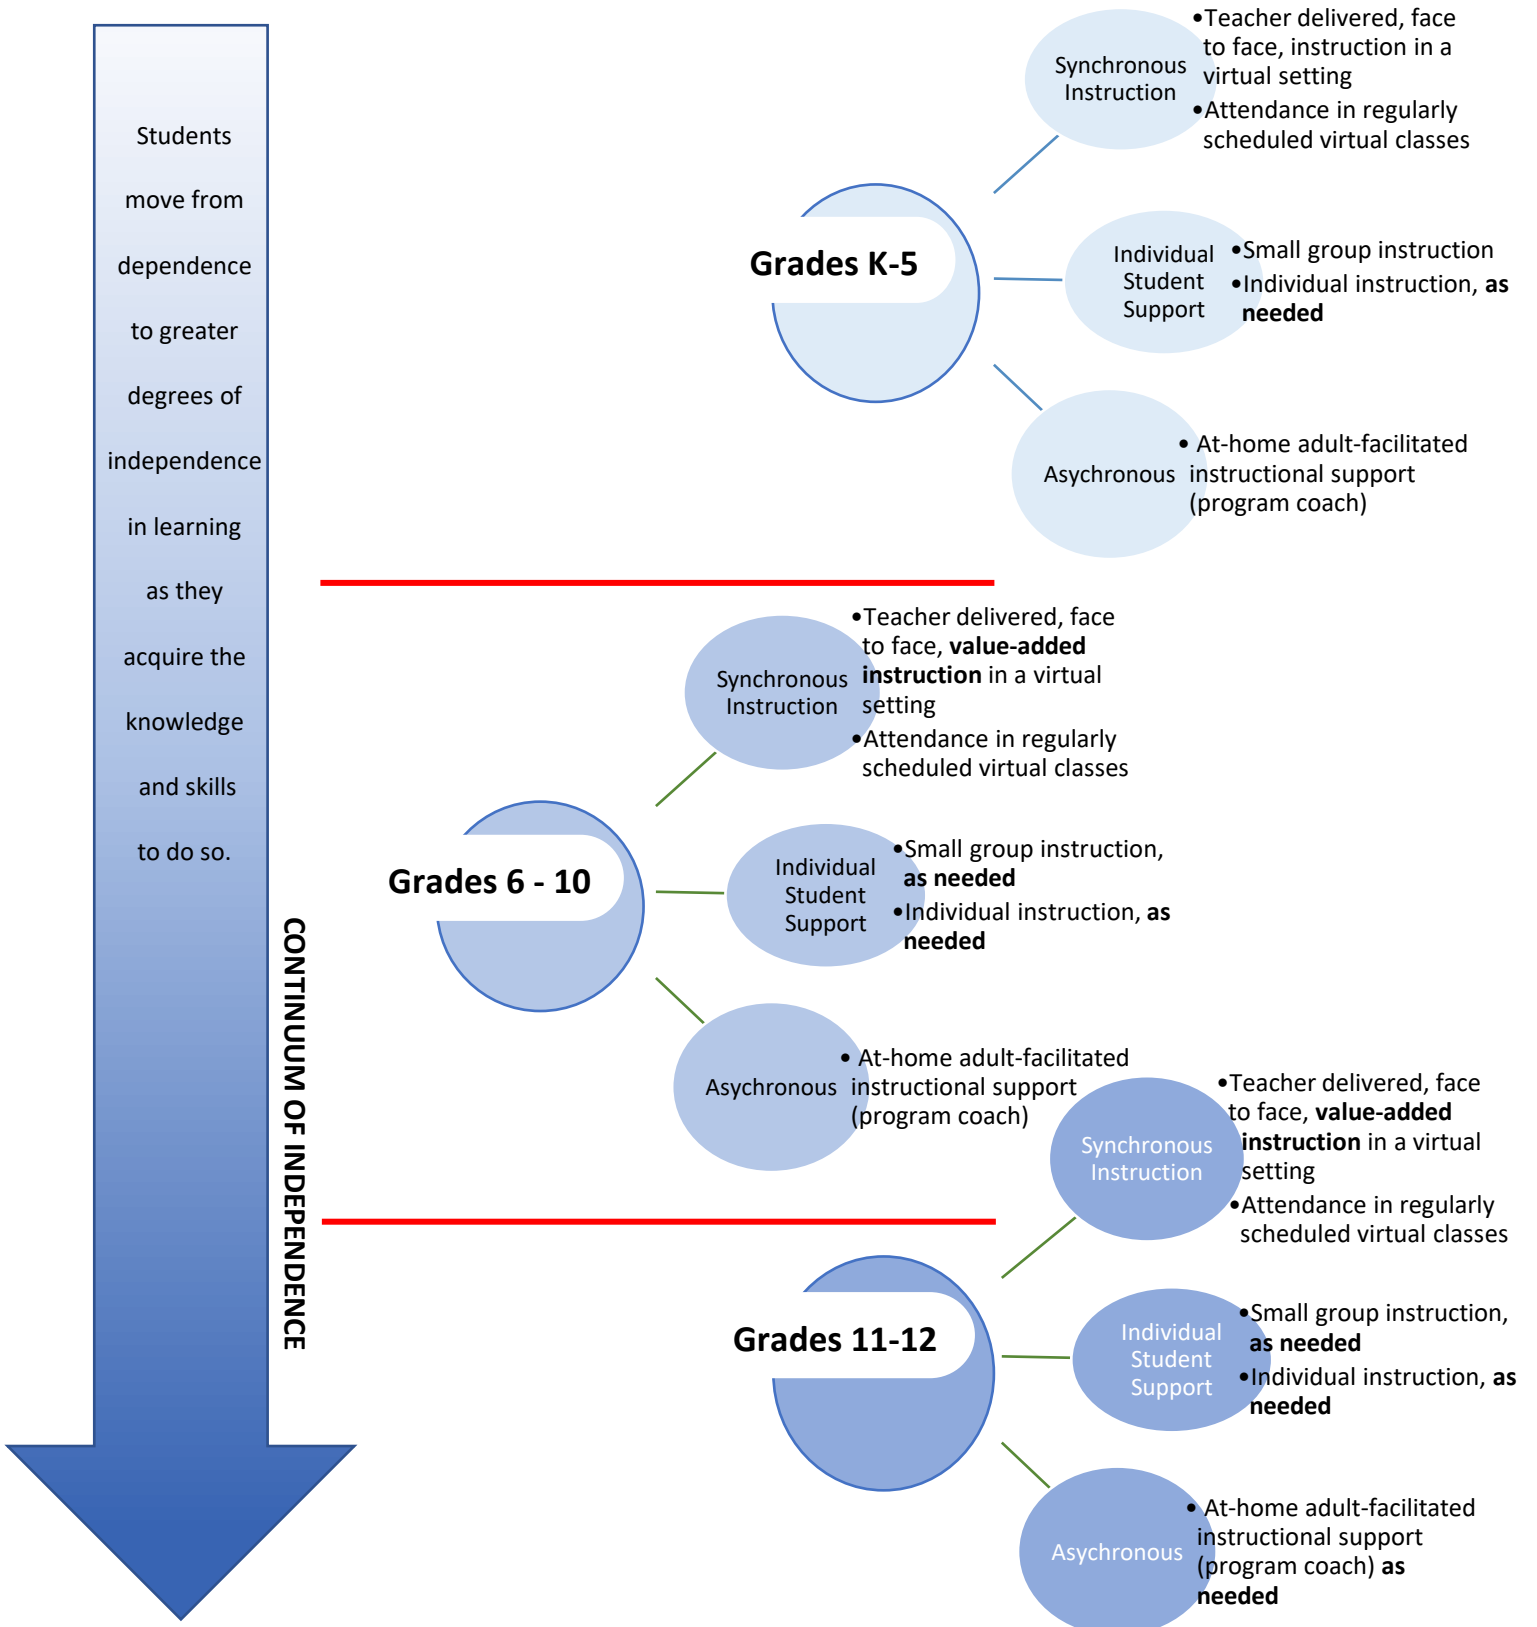 Students
move from
dependence
to greater
degrees of
independence
in learning
as they
acquire the
knowledge
and skills
to do so.
CONTINUUM OF INDEPENDENCE
Grades K-5
Synchronous
Instruction
•Teacher delivered, face
to face, instruction in a
virtual setting
•Attendance in regularly
scheduled virtual classes
Individual
Student
Support
•Small group instruction
•Individual instruction, as
needed
Asychronous
• At-home adult-facilitated
instructional support
(program coach)
Grades 6 - 10
Synchronous
Instruction
•Teacher delivered, face
to face, value-added
instruction in a virtual
setting
•Attendance in regularly
scheduled virtual classes
Individual
Student
Support
•Small group instruction,
as needed
•Individual instruction, as
needed
Asychronous
• At-home adult-facilitated
instructional support
(program coach)
Grades 11-12
Synchronous
Instruction
•Teacher delivered, face
to face, value-added
instruction in a virtual
setting
•Attendance in regularly
scheduled virtual classes
Individual
Student
Support
•Small group instruction,
as needed
•Individual instruction, as
needed
Asychronous
• At-home adult-facilitated
instructional support
(program coach) as
needed